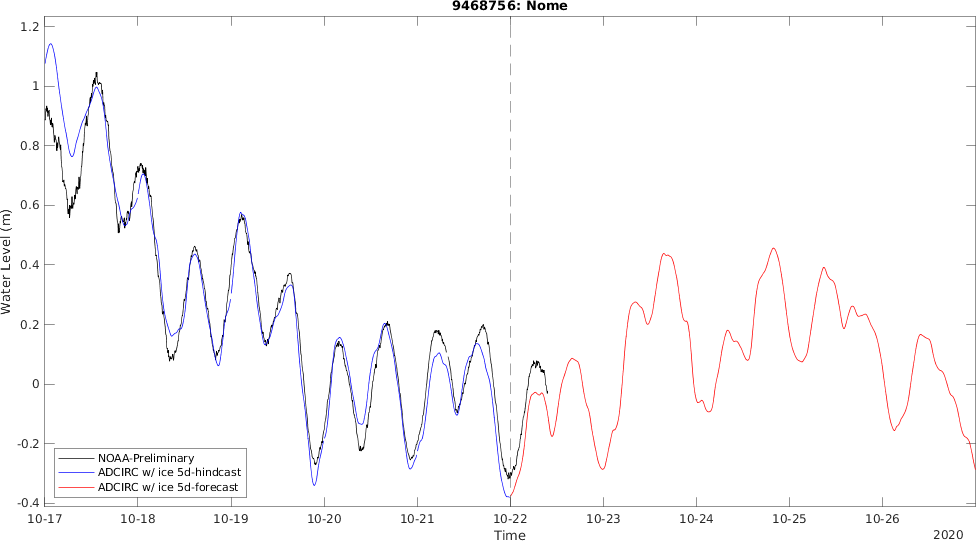 9468756: Nome
1.2
1
0.8
0.6
0.4
0.2
0
-0.2
-0.4
Water Level (m)
NOAA-Preliminary
ADCIRC w/ ice 5d-hindcast
ADCIRC w/ ice 5d-forecast
10-17 10-18 10-19 10-20 10-21 10-22 10-23 10-24 10-25 10-26
Time
2020